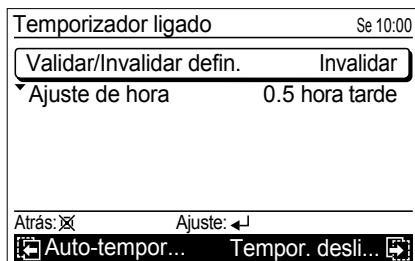 Temporizador ligado Se 10:00
Validar/Invalidar defin. Invalidar
Ajuste de hora 0.5 hora tarde
Atrás: Ajuste:
Auto-tempor... Tempor. desli...